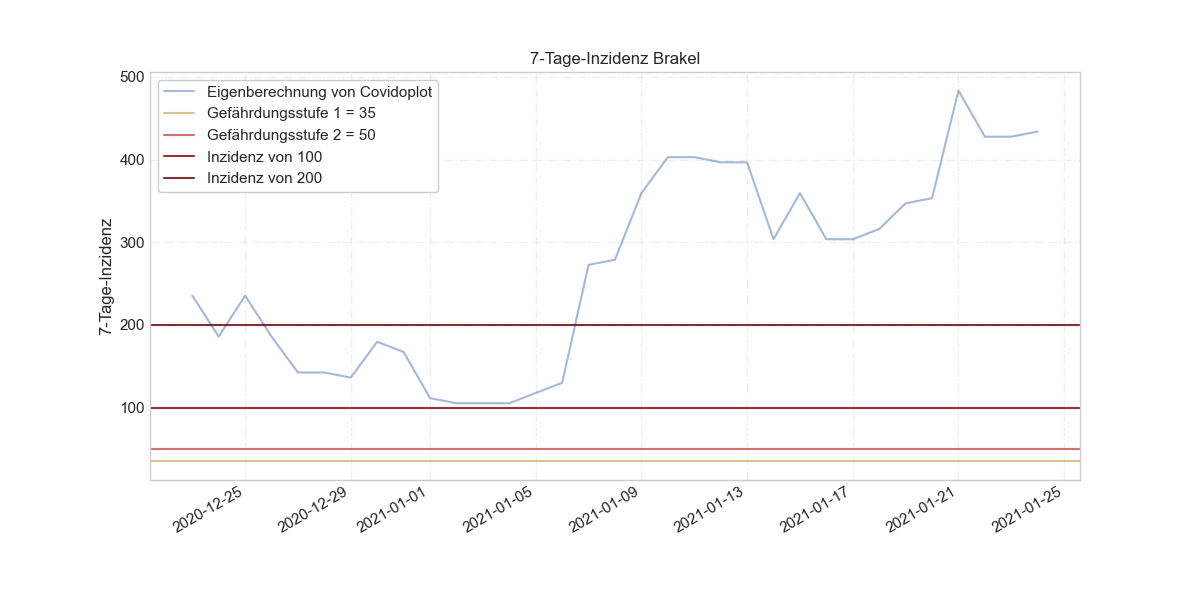 7-Tage-Inzidenz Brakel
500
400
300
200
100
7-Tage-Inzidenz
Eigenberechnung von Covidoplot
Gefährdungsstufe 1 = 35
Gefährdungsstufe 2 = 50
Inzidenz von 100
Inzidenz von 200
2020-12-25
2020-12-29
2021-01-01
2021-01-05
2021-01-09
2021-01-13
2021-01-17
2021-01-21
2021-01-25